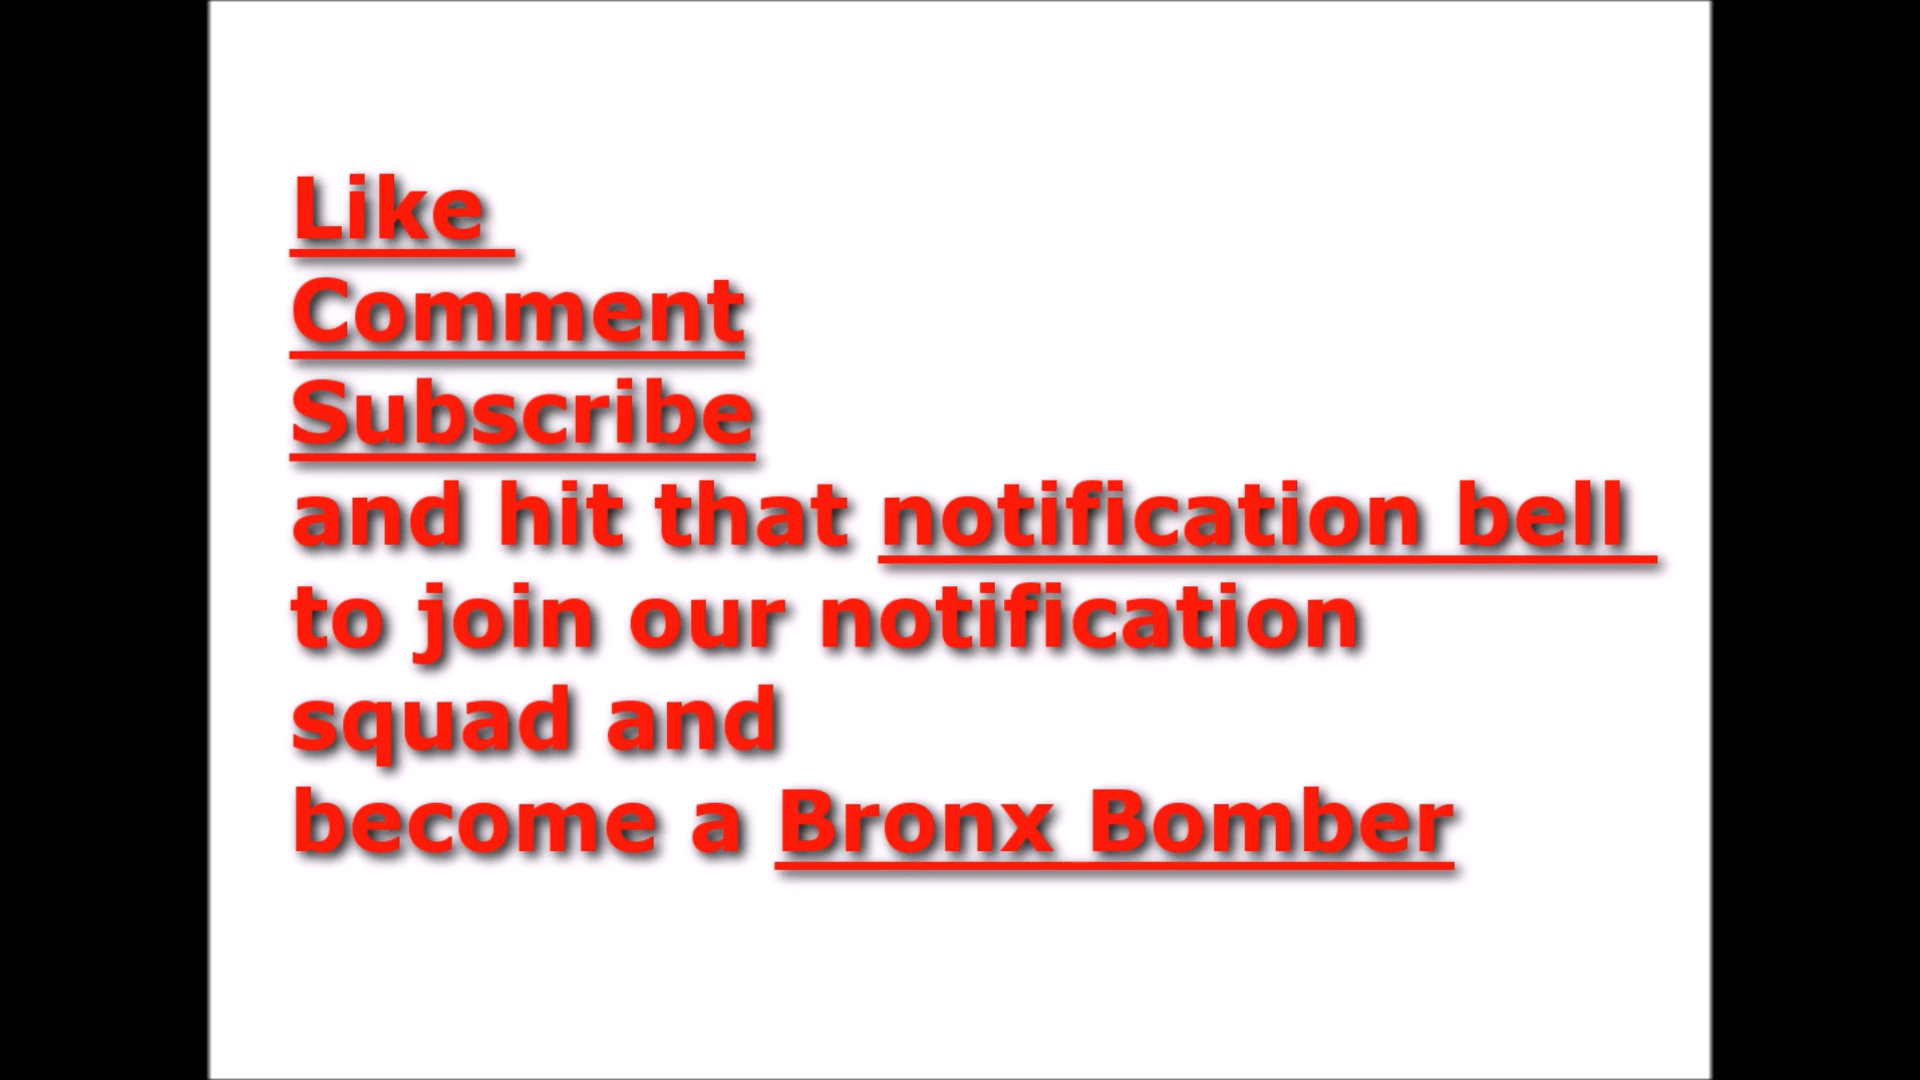 Like
Comment
Subscribe
and hit that notification bell
to join our notification
squad and
become a Bronx Bomber